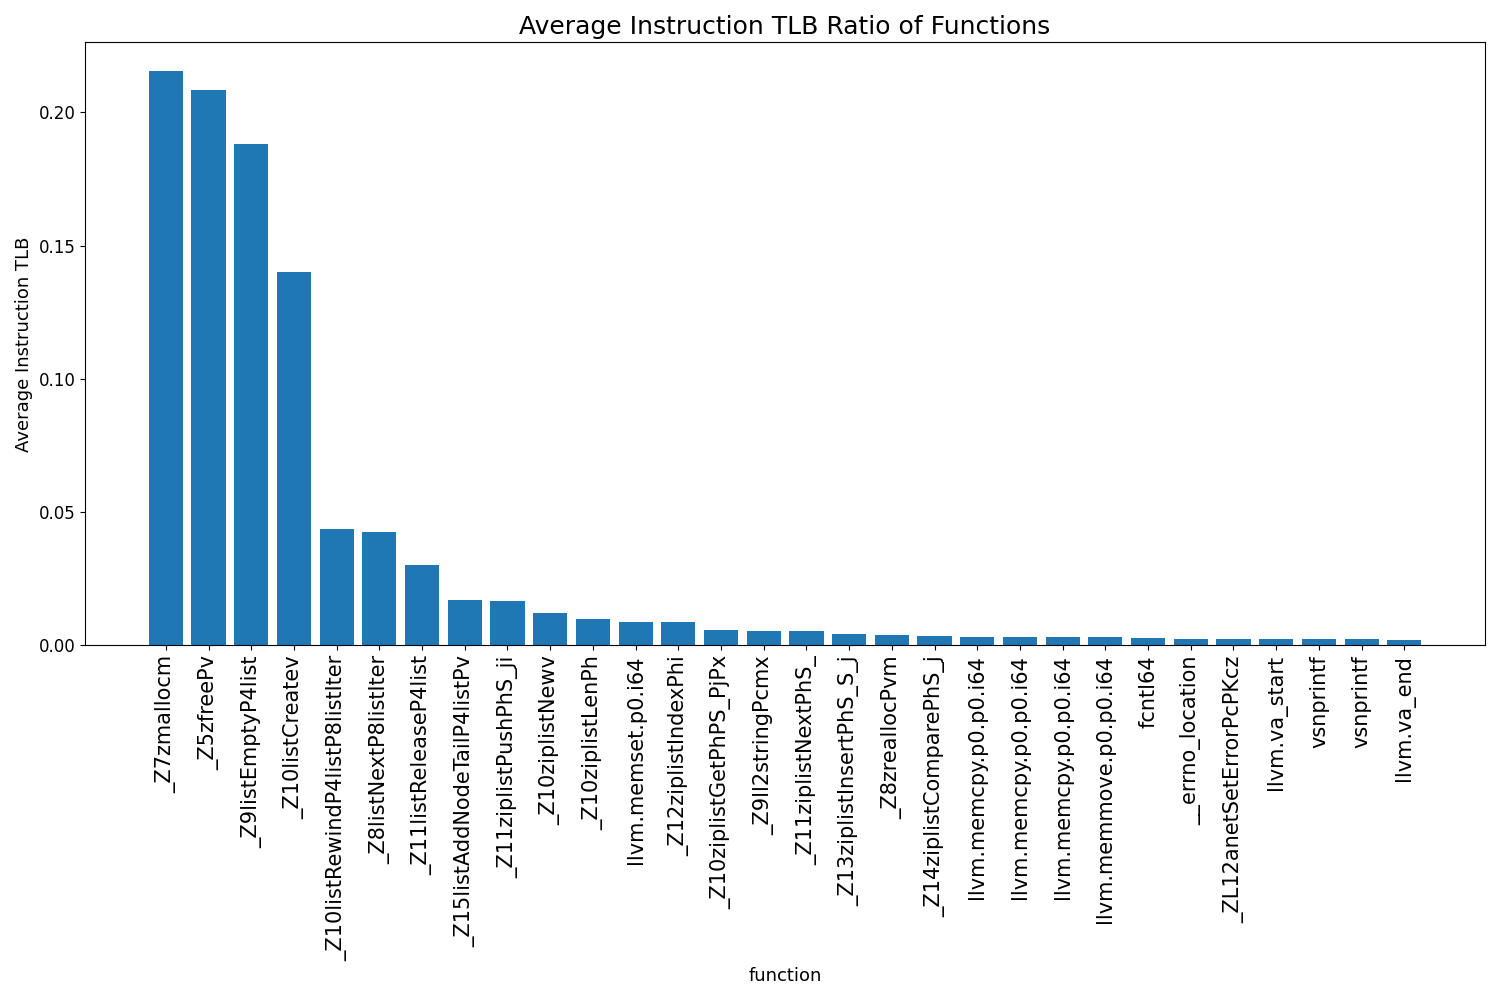 Average Instruction TLB Ratio of Functions
Average Instruction TLB
0.20
0.15
0.10
0.05
0.00
_Z7zmallocm
_Z5zfreePv
_Z9listEmptyP4list
_Z10listCreatev
_Z10listRewindP4listP8listIter
_Z8listNextP8listIter
_Z11listReleaseP4list
_Z15listAddNodeTailP4listPv
_Z11ziplistPushPhS_ji
_Z10ziplistNewv
_Z10ziplistLenPh
llvm.memset.p0.i64
_Z12ziplistIndexPhi
_Z10ziplistGetPhPS_PjPx
_Z9ll2stringPcmx
_Z11ziplistNextPhS_
_Z13ziplistInsertPhS_S_j
_Z8zreallocPvm
_Z14ziplistComparePhS_j
llvm.memcpy.p0.p0.i64
llvm.memcpy.p0.p0.i64
llvm.memcpy.p0.p0.i64
llvm.memmove.p0.p0.i64
fcntl64
__errno_location
_ZL12anetSetErrorPcPKcz
llvm.va_start
vsnprintf
vsnprintf
llvm.va_end
function